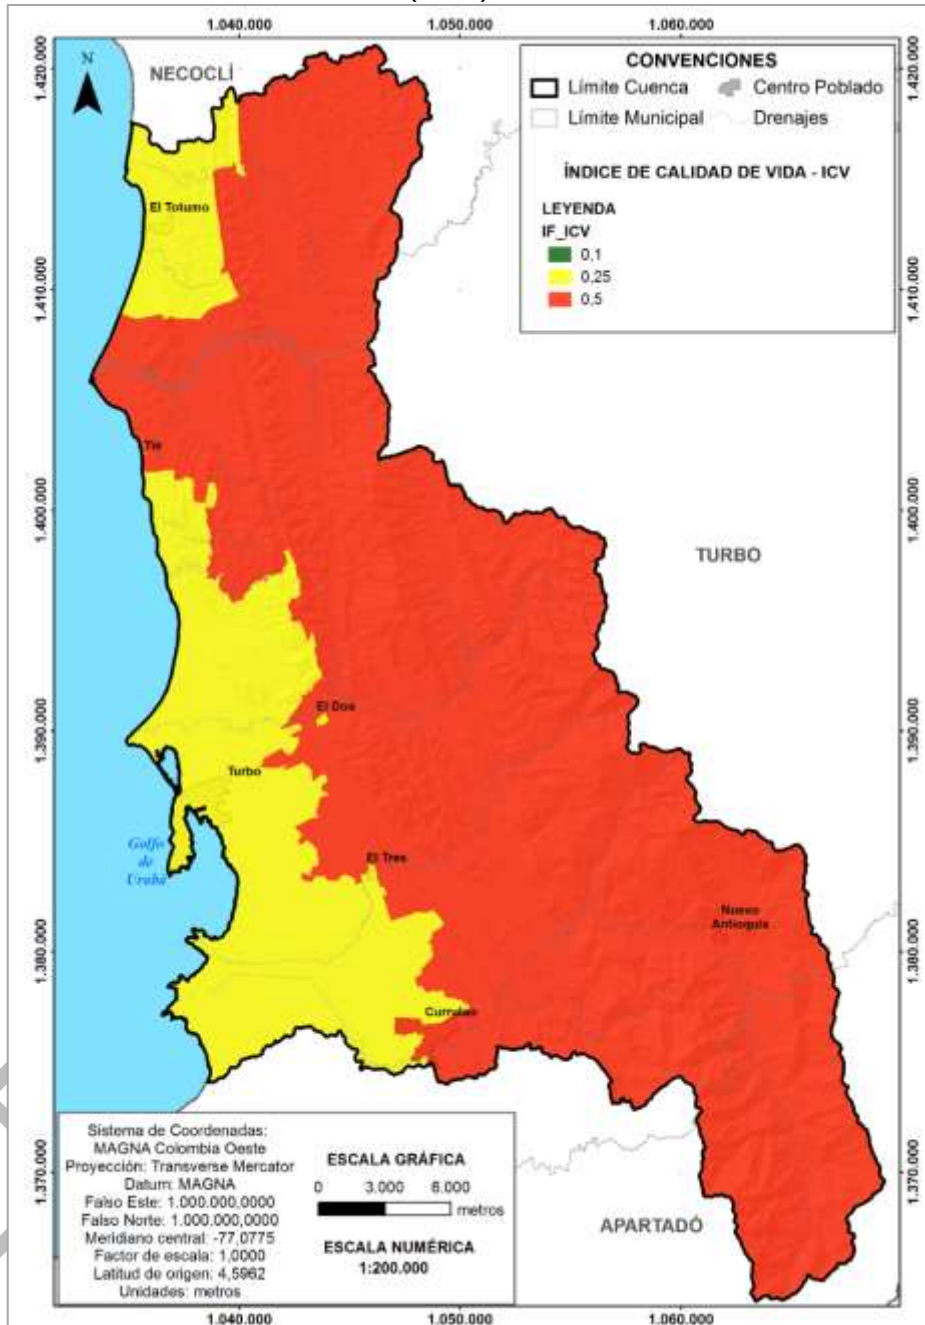 1.040.000 1.050.000 1.060.000
1.420.000
1.410.000
1.400.000
1.390.000
1.380.000
1.370.000
1.420.000
1.410.000
1.400.000
1.390.000
1.380.000
1.370.000
N
NECOCLÍ
CONVENCIONES
Límite Cuenca Centro Poblado
Límite Municipal Drenajes
ÍNDICE DE CALIDAD DE VIDA - ICV
LEYENDA
IF_ICV
0,1
0,25
0,5
El Totumo
Tie
TURBO
El Dos
Turbo
Golfo
de
Urabá
El Tres
Nuevo
Antioquia
Currulao
APARTADÓ
Sistema de Coordenadas:
MAGNA Colombia Oeste
Proyección: Transverse Mercator
Datum: MAGNA
Falso Este: 1.000.000,0000
Falso Norte: 1.000.000,0000
Meridiano central: -77,0775
Factor de escala: 1,0000
Latitud de origen: 4,5962
Unidades: metros
ESCALA GRÁFICA
0 3.000 6.000
metros
ESCALA NUMÉRICA
1:200.000
1.040.000 1.050.000 1.060.000